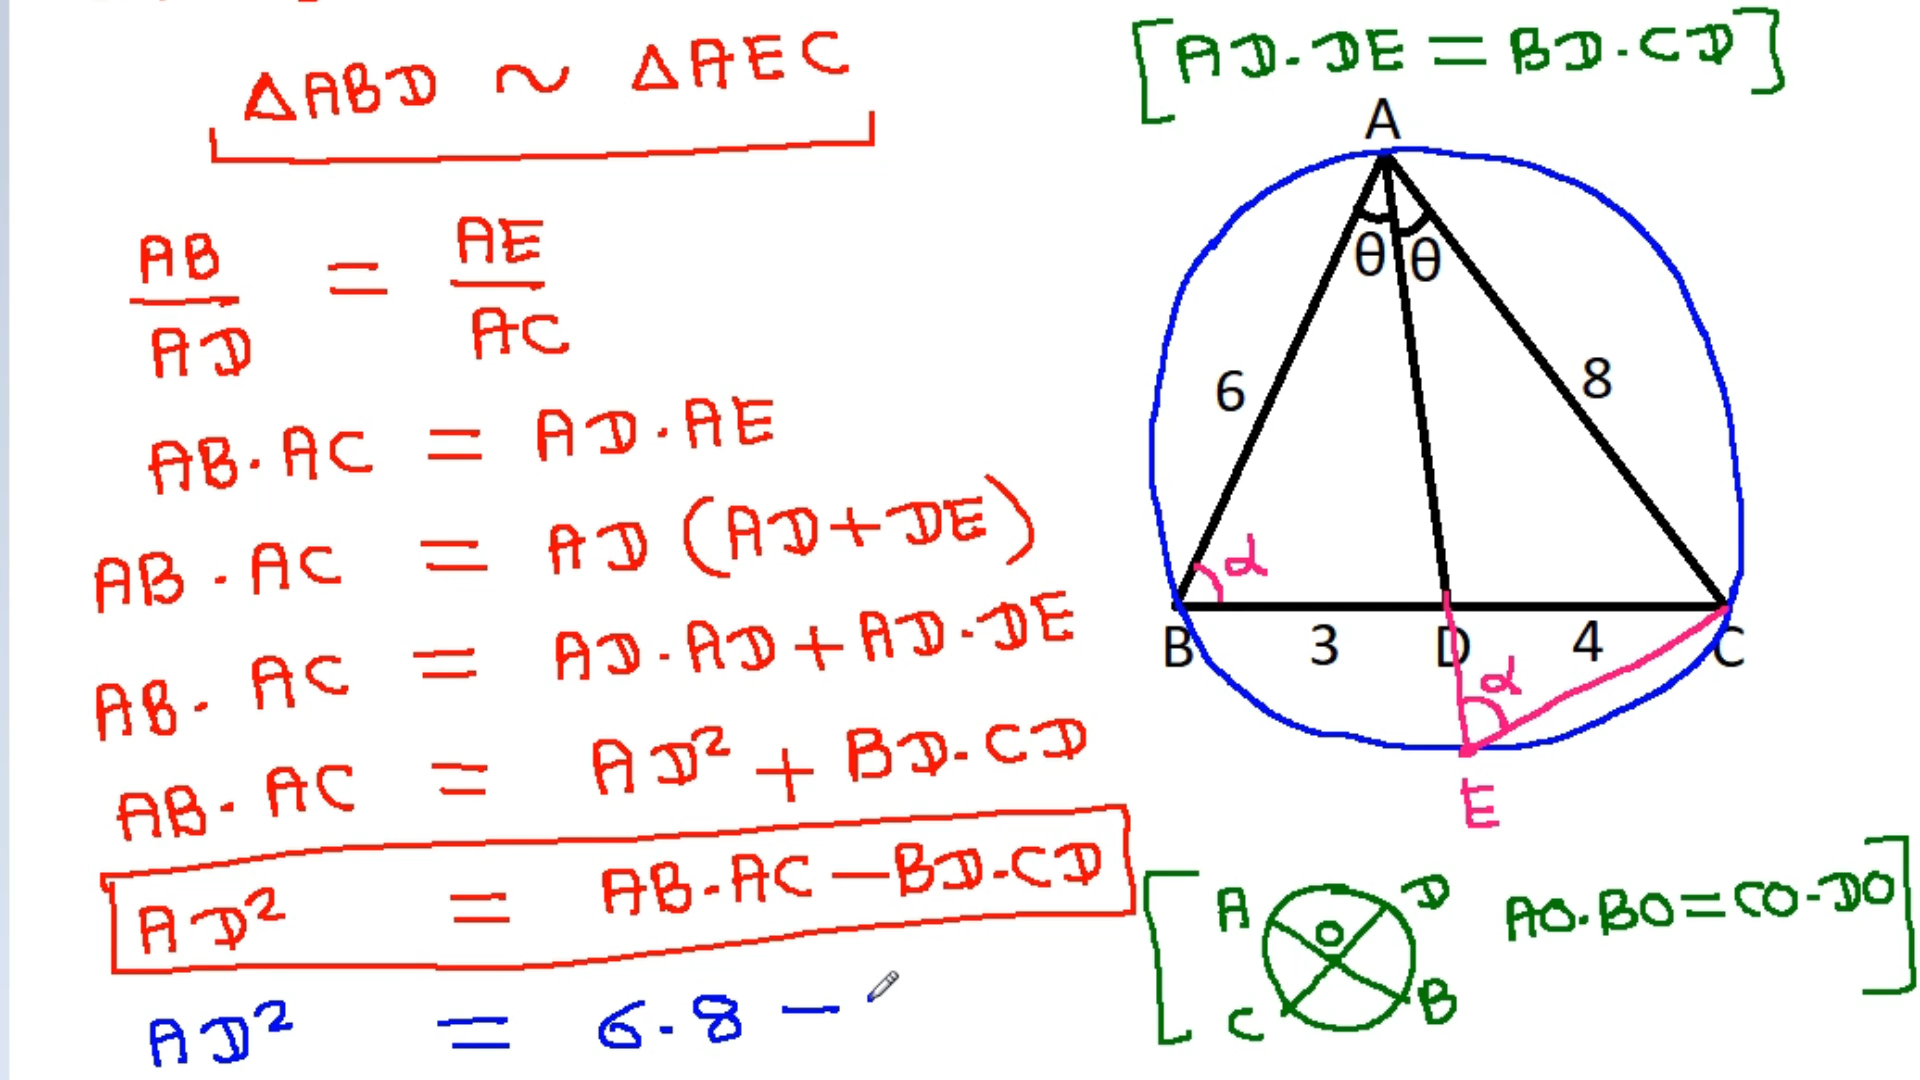 △ABD ~ △AEC
AB/AD = AE/AC
AB·AC = AD·AE
AB·AC = AD(AD+DE)
AB·AC = AD·AD+AD·DE
AB·AC = AD²+BD·CD
AD² = AB·AC−BD·CD
AD² = 6·8 −
[AD·DE=BD·CD]
A
θ θ
6
8
α
B 3 D 4 C
α
E
[A D
O
C B
AO·BO=CO·DO]